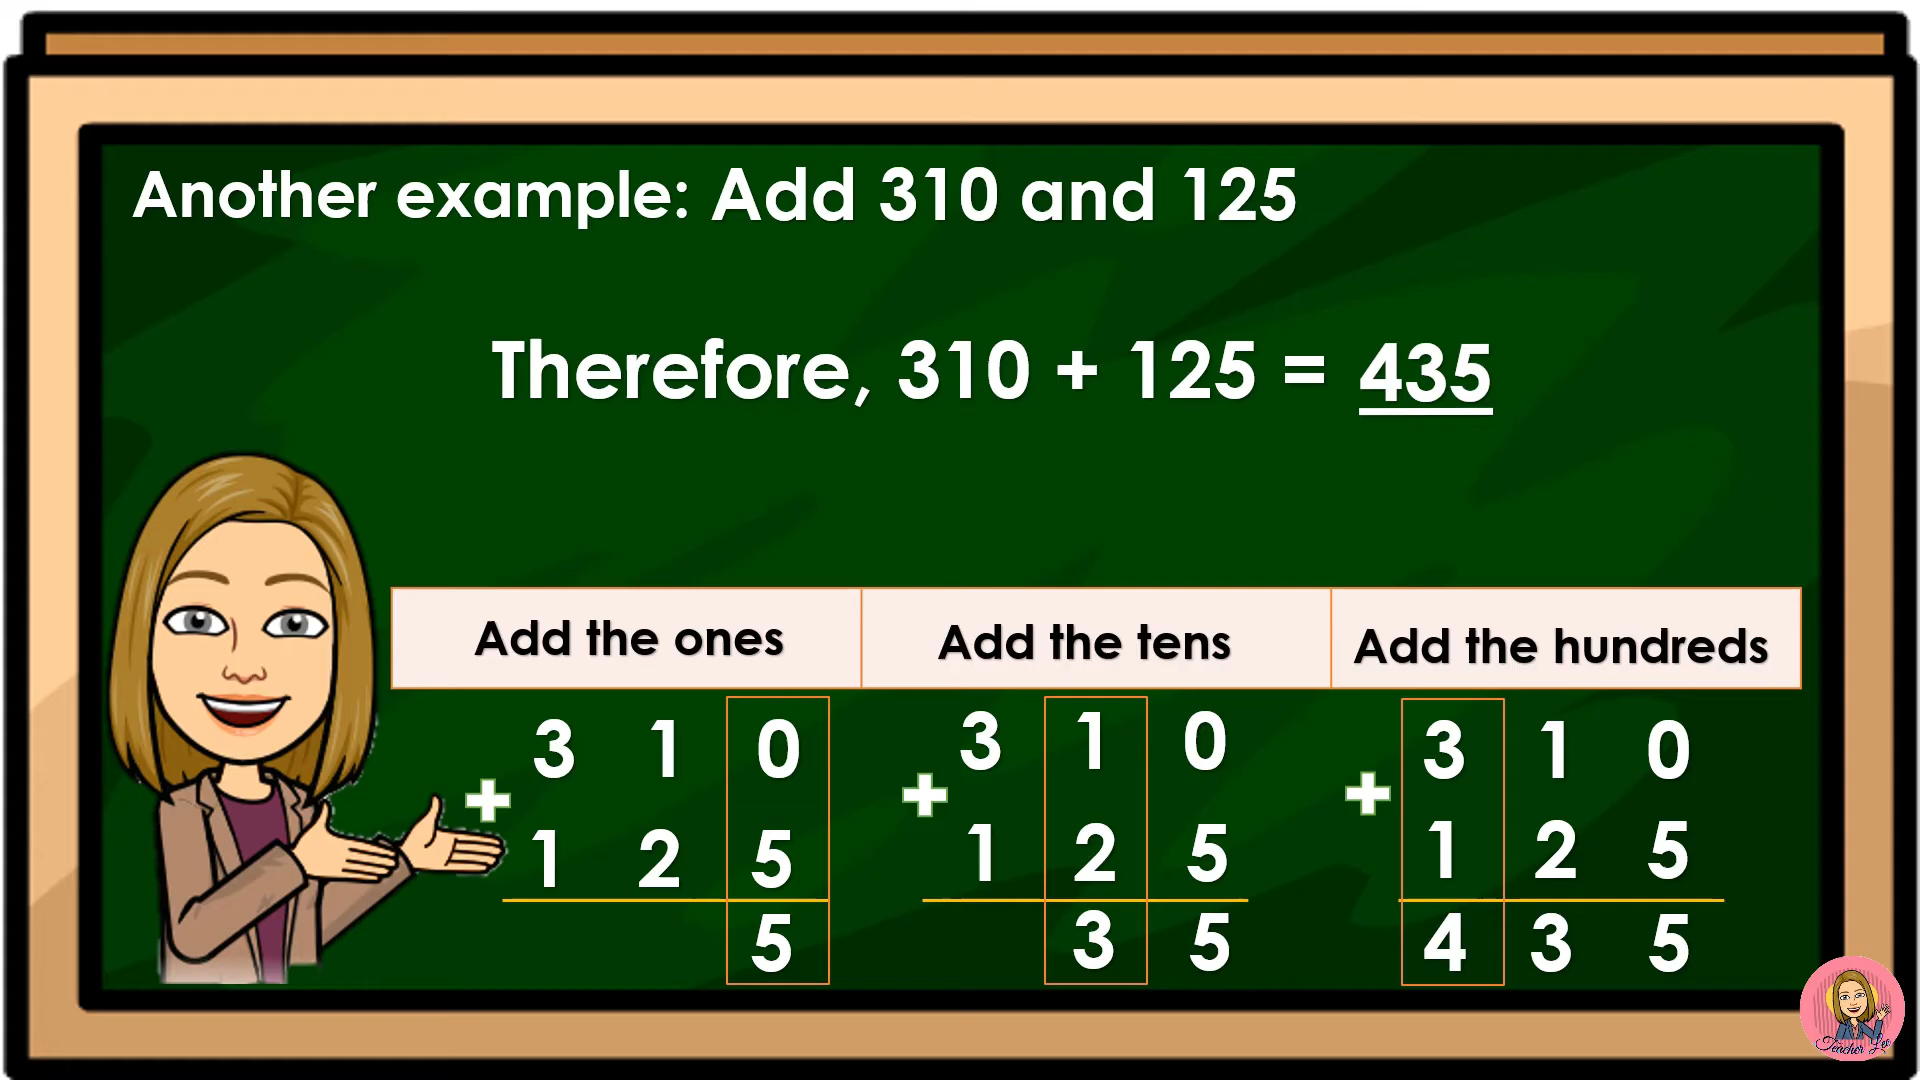 Another example: Add 310 and 125
Therefore, 310 + 125 = 435
Add the ones Add the tens Add the hundreds
3 1 0 3 1 0 3 1 0
+ + +
1 2 5 1 2 5 1 2 5
5 3 5 4 3 5
Teacher Lee